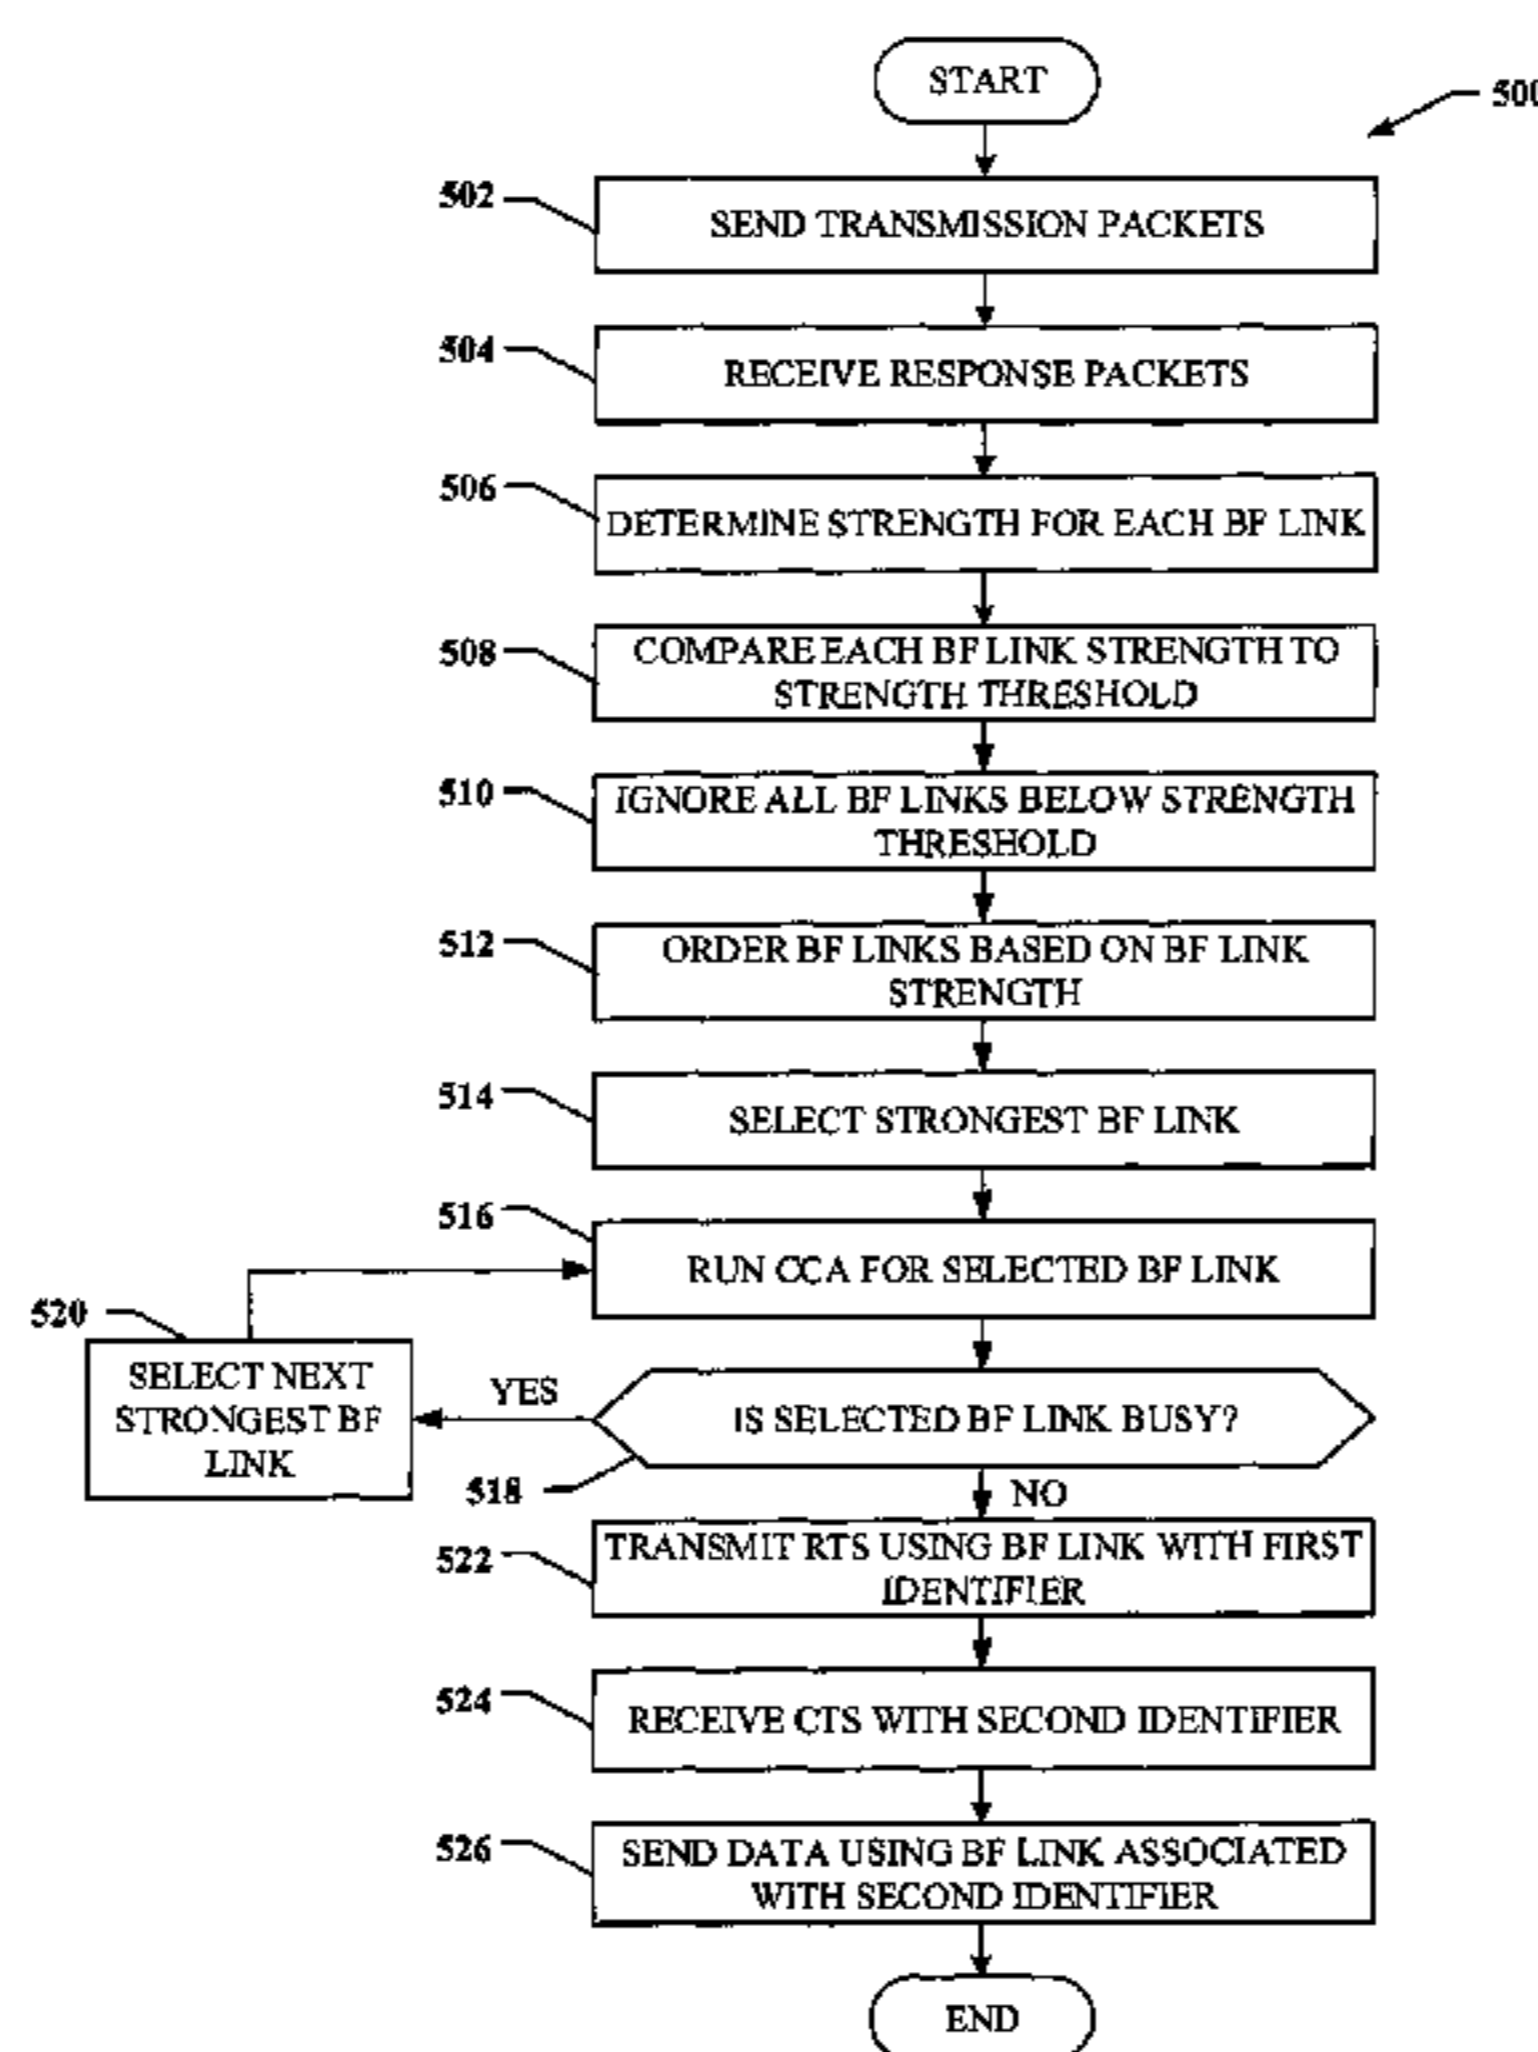 START
500
502
SEND TRANSMISSION PACKETS
504
RECEIVE RESPONSE PACKETS
506
DETERMINE STRENGTH FOR EACH BF LINK
508
COMPARE EACH BF LINK STRENGTH TO
STRENGTH THRESHOLD
510
IGNORE ALL BF LINKS BELOW STRENGTH
THRESHOLD
512
ORDER BF LINKS BASED ON BF LINK
STRENGTH
514
SELECT STRONGEST BF LINK
516
RUN CCA FOR SELECTED BF LINK
520
SELECT NEXT
STRONGEST BF
LINK
YES
IS SELECTED BF LINK BUSY?
518
NO
522
TRANSMIT RTS USING BF LINK WITH FIRST
IDENTIFIER
524
RECEIVE CTS WITH SECOND IDENTIFIER
526
SEND DATA USING BF LINK ASSOCIATED
WITH SECOND IDENTIFIER
END